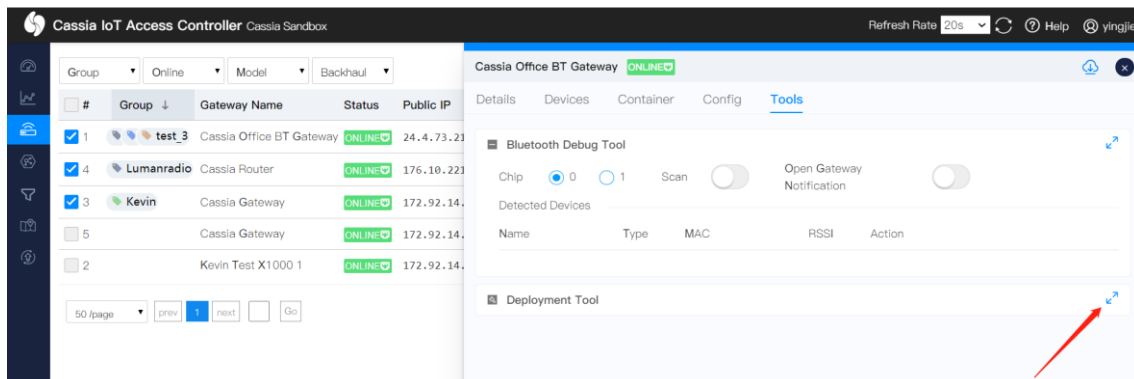 Cassia IoT Access Controller Cassia Sandbox
Refresh Rate 20s Help yingjie
Group Online Model Backhaul
# Group ↓ Gateway Name Status Public IP
1 test_3 Cassia Office BT Gateway ONLINE 24.4.73.21
4 Lumanradio Cassia Router ONLINE 176.10.221
3 Kevin Cassia Gateway ONLINE 172.92.14.
5 Cassia Gateway ONLINE 172.92.14.
2 Kevin Test X1000 1 ONLINE 172.92.14.
50 /page prev 1 next Go
Cassia Office BT Gateway ONLINE
Details Devices Container Config Tools
Bluetooth Debug Tool
Chip 0 1 Scan Open Gateway
Notification
Detected Devices
Name Type MAC RSSI Action
Deployment Tool